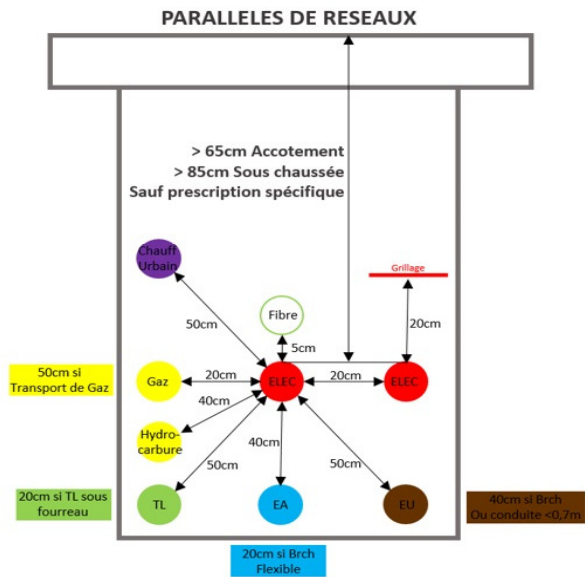 PARALLELES DE RESEAUX
> 65cm Accotement
> 85cm Sous chaussée
Sauf prescription spécifique
Chauff
Urbain
Grillage
Fibre
50cm
5cm
20cm
50cm si
Transport de Gaz
Gaz
20cm
ELEC
20cm
ELEC
40cm
Hydro-
carbure
50cm
40cm
50cm
20cm si TL sous
fourreau
TL
EA
EU
40cm si Brch
Ou conduite <0,7m
20cm si Brch
Flexible